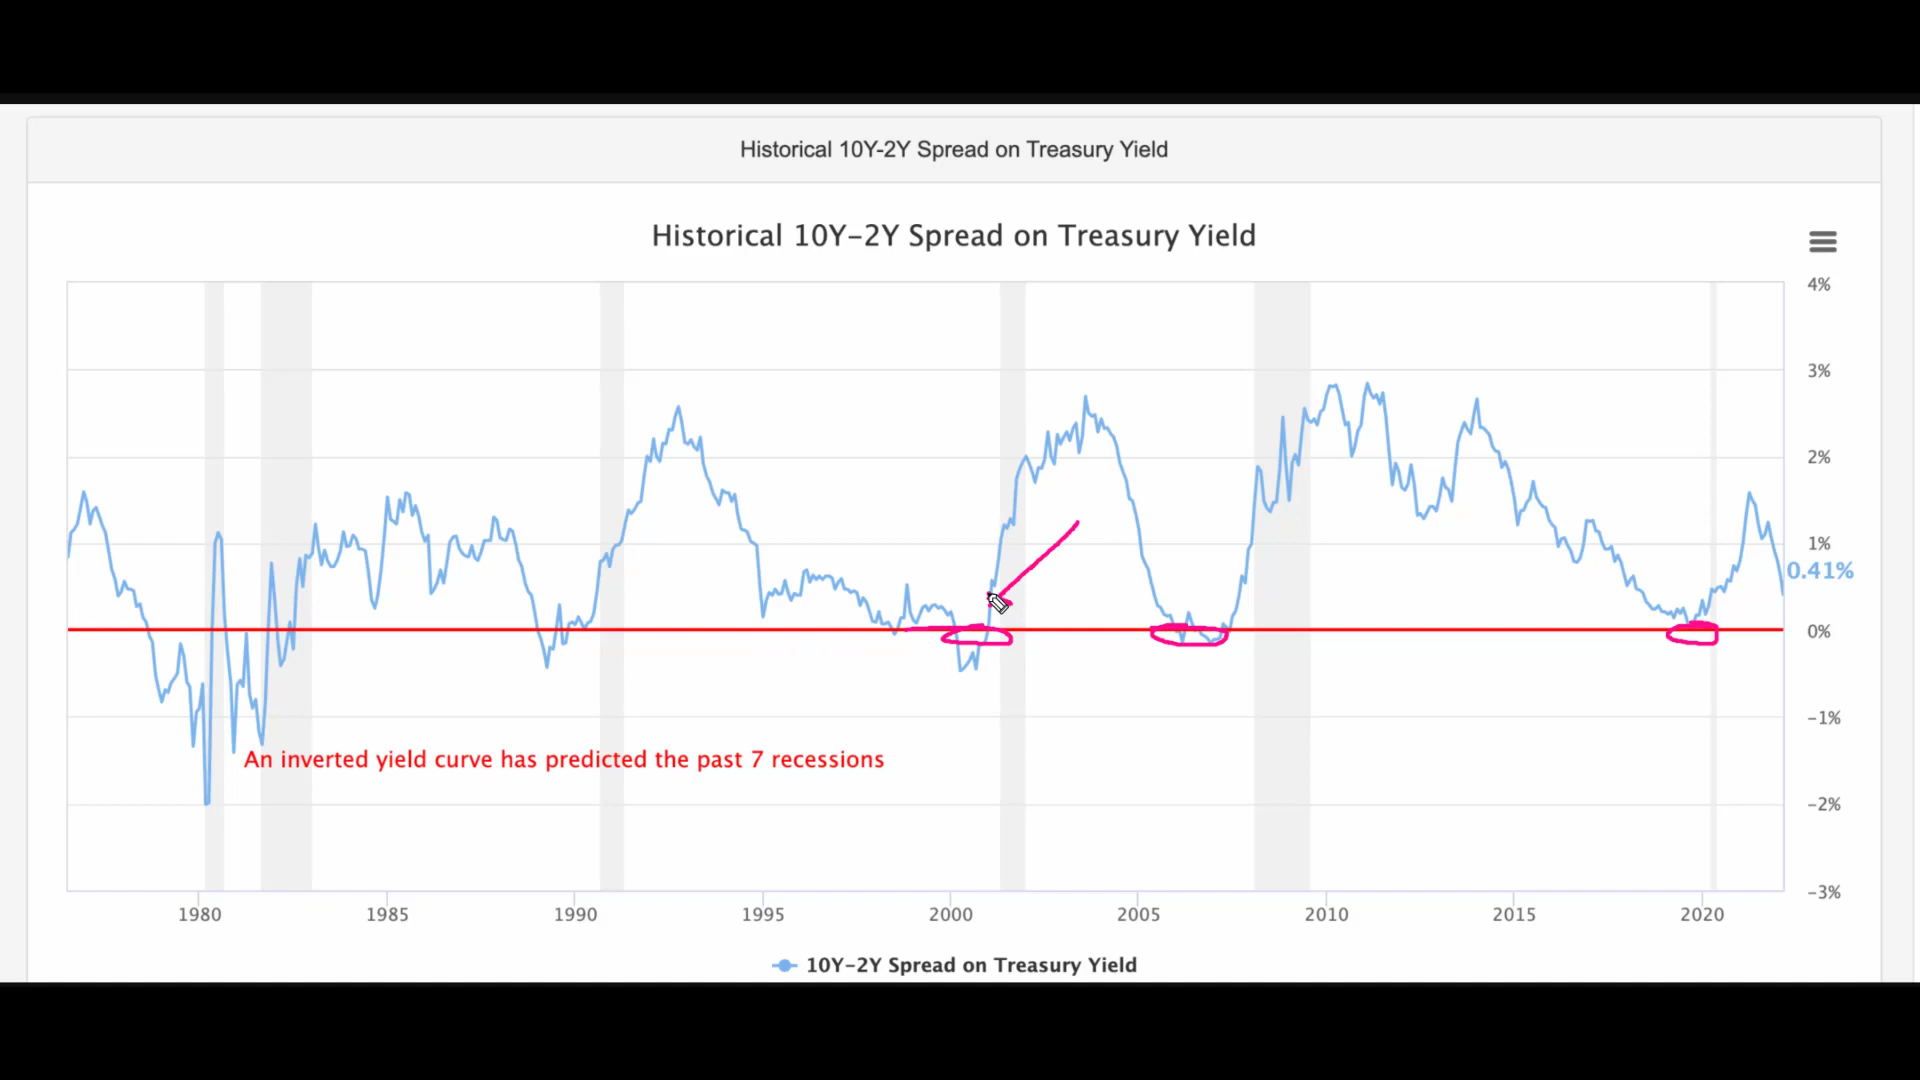 Historical 10Y-2Y Spread on Treasury Yield
Historical 10Y-2Y Spread on Treasury Yield
4%
3%
2%
1%
0.41%
0%
-1%
An inverted yield curve has predicted the past 7 recessions
-2%
-3%
1980 1985 1990 1995 2000 2005 2010 2015 2020
10Y-2Y Spread on Treasury Yield